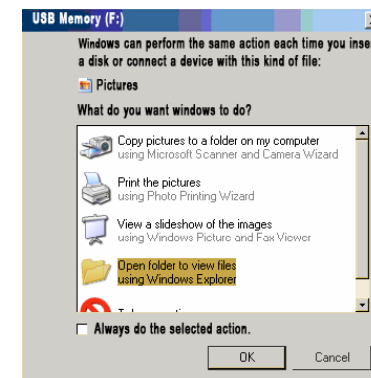 USB Memory (F:)
Windows can perform the same action each time you inse
a disk or connect a device with this kind of file:
Pictures
What do you want windows to do?
Copy pictures to a folder on my computer
using Microsoft Scanner and Camera Wizard
Print the pictures
using Photo Printing Wizard
View a slideshow of the images
using Windows Picture and Fax Viewer
Open folder to view files
using Windows Explorer
Always do the selected action.
OK
Cancel